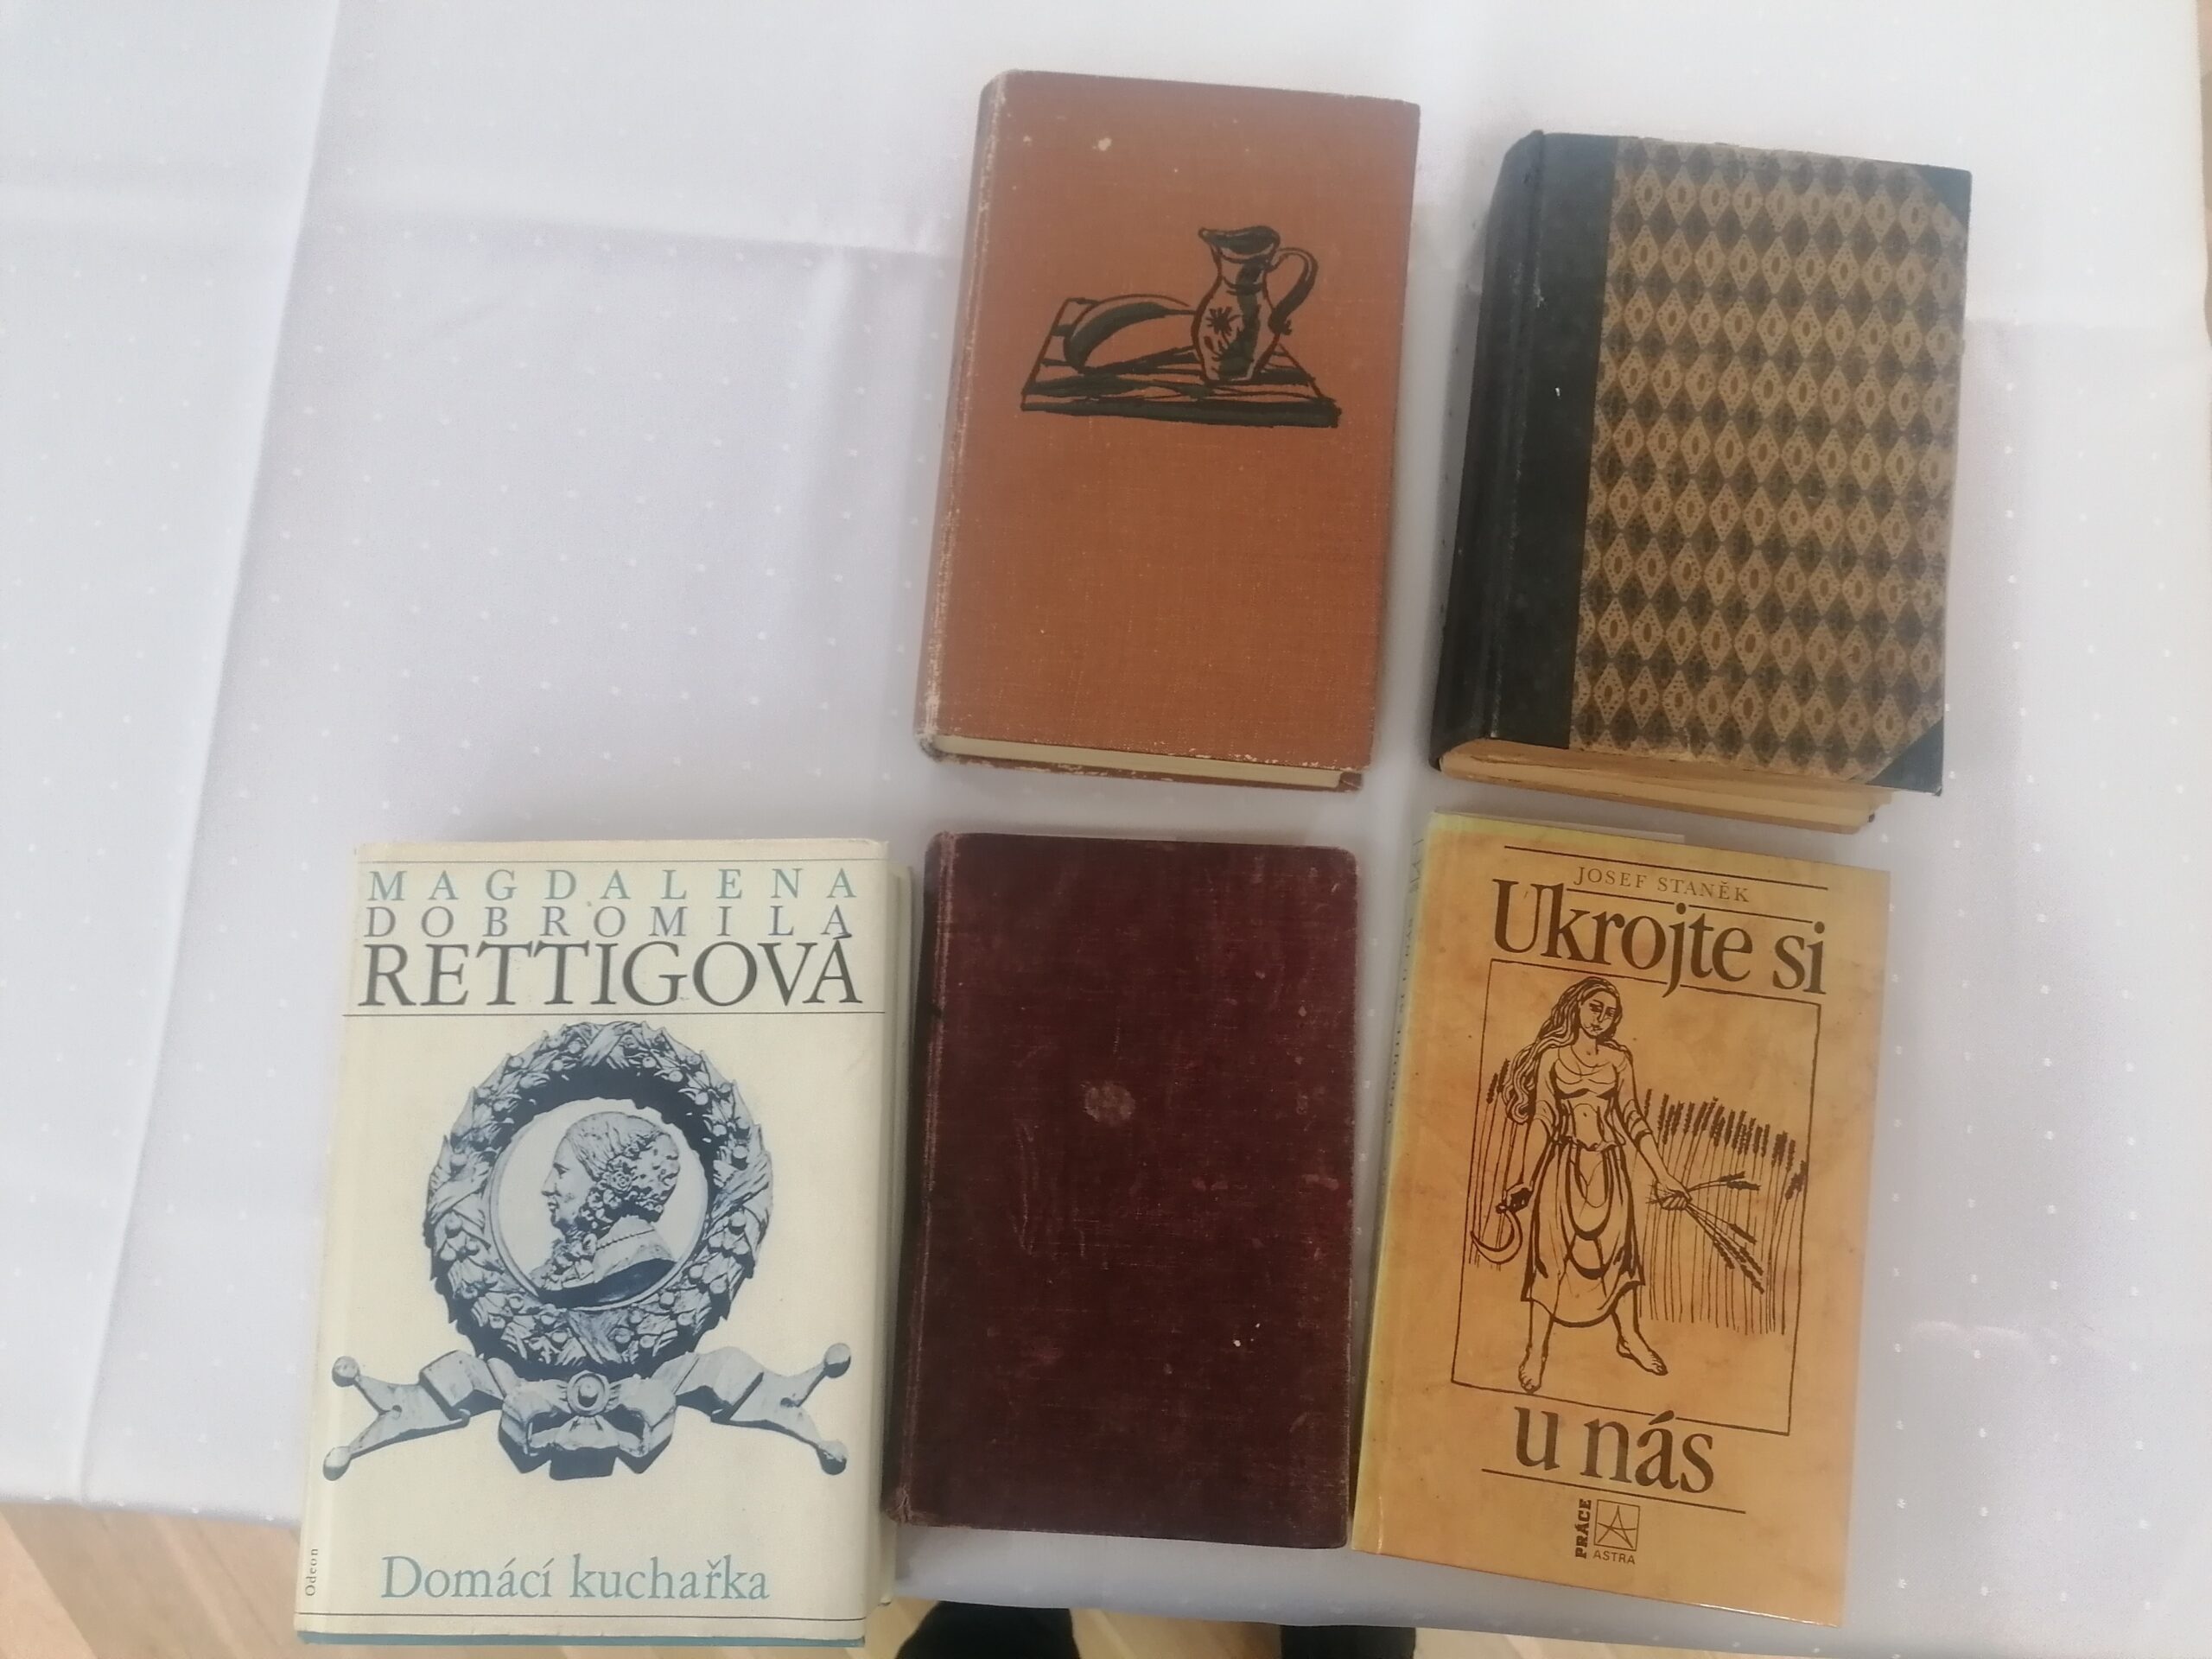 MAGDALENA
DOBROMILA
RETTIGOVÁ
Domácí kuchařka
Odeon
JOSEF STANĚK
Ukrojte si
u nás
PRÁCE
ASTRA